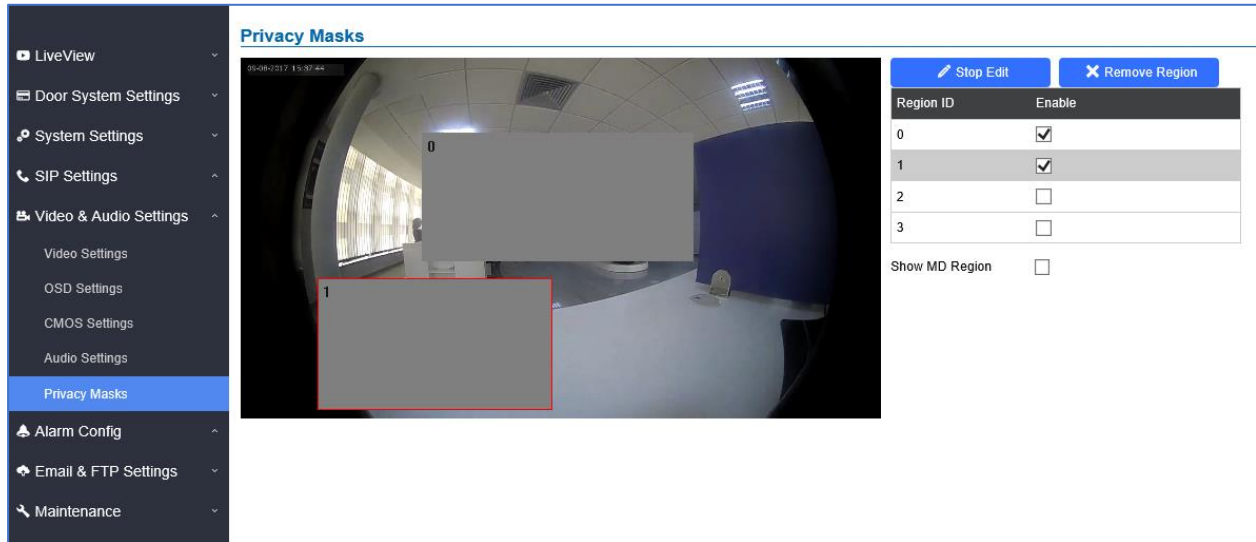 Privacy Masks
LiveView
Door System Settings
System Settings
SIP Settings
Video & Audio Settings
Video Settings
OSD Settings
CMOS Settings
Audio Settings
Privacy Masks
Alarm Config
Email & FTP Settings
Maintenance
0
1
Stop Edit
Remove Region
Region ID Enable
0
1
2
3
Show MD Region